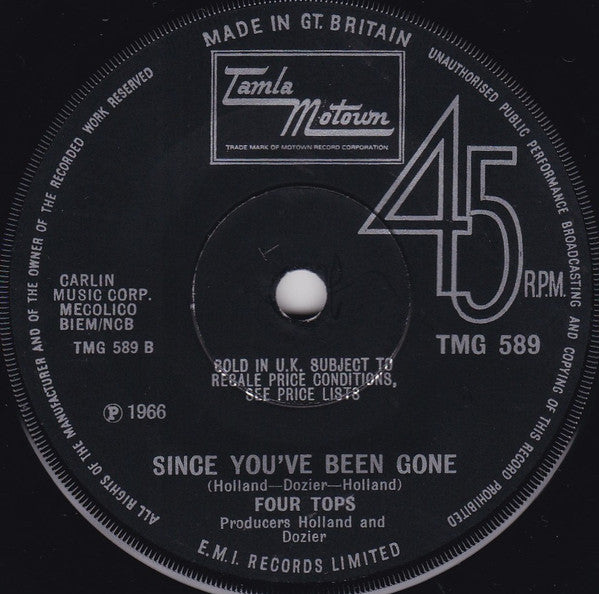 MADE IN GT. BRITAIN
UNAUTHORISED PUBLIC PERFORMANCE BROADCASTING AND COPYING OF THIS RECORD PROHIBITED
ALL RIGHTS OF THE MANUFACTURER AND OF THE OWNER OF THE RECORDED WORK RESERVED
Tamla
Motown
TRADE MARK OF MOTOWN RECORD CORPORATION
45
R.P.M.
CARLIN
MUSIC CORP.
MECOLICO
BIEM/NCB
TMG 589 B
TMG 589
SOLD IN U.K. SUBJECT TO
RESALE PRICE CONDITIONS,
SEE PRICE LISTS
℗ 1966
SINCE YOU'VE BEEN GONE
(Holland—Dozier—Holland)
FOUR TOPS
Producers Holland and
Dozier
E.M.I. RECORDS LIMITED